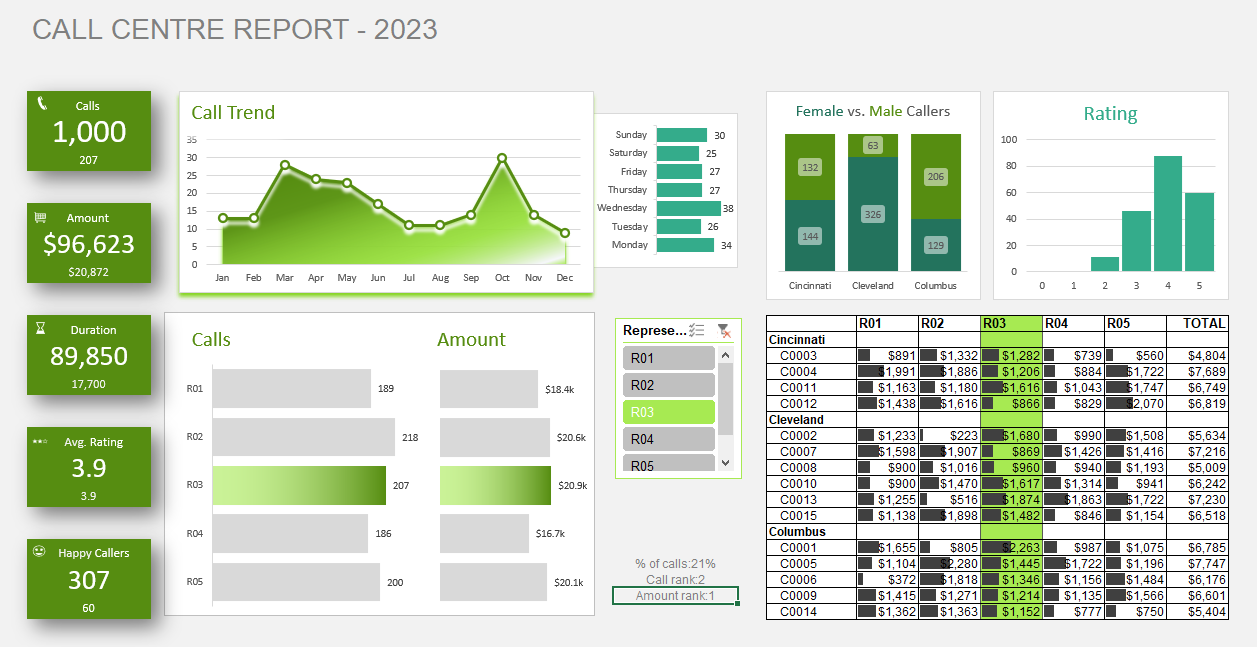 CALL CENTRE REPORT - 2023
Calls
1,000
207
Amount
$96,623
$20,872
Duration
89,850
17,700
Avg. Rating
3.9
3.9
Happy Callers
307
60
Call Trend
35
30
25
20
15
10
5
0
Jan Feb Mar Apr May Jun Jul Aug Sep Oct Nov Dec
Sunday 30
Saturday 25
Friday 27
Thursday 27
Wednesday 38
Tuesday 26
Monday 34
Female vs. Male Callers
132 63 206
144 326 129
Cincinnati Cleveland Columbus
Rating
100
80
60
40
20
0
0 1 2 3 4 5
Calls Amount
R01 189 $18.4k
R02 218 $20.6k
R03 207 $20.9k
R04 186 $16.7k
R05 200 $20.1k
Represe...
R01
R02
R03
R04
R05
% of calls:21%
Call rank:2
Amount rank:1
R01 R02 R03 R04 R05 TOTAL
Cincinnati
C0003 $891 $1,332 $1,282 $739 $560 $4,804
C0004 $1,991 $1,886 $1,206 $884 $1,722 $7,689
C0011 $1,163 $1,180 $1,616 $1,043 $1,747 $6,749
C0012 $1,438 $1,616 $866 $829 $2,070 $6,819
Cleveland
C0002 $1,233 $223 $1,680 $990 $1,508 $5,634
C0007 $1,598 $1,907 $869 $1,426 $1,416 $7,216
C0008 $900 $1,016 $960 $940 $1,193 $5,009
C0010 $900 $1,470 $1,617 $1,314 $941 $6,242
C0013 $1,255 $516 $1,874 $1,863 $1,722 $7,230
C0015 $1,138 $1,898 $1,482 $846 $1,154 $6,518
Columbus
C0001 $1,655 $805 $2,263 $987 $1,075 $6,785
C0005 $1,104 $2,280 $1,445 $1,722 $1,196 $7,747
C0006 $372 $1,818 $1,346 $1,156 $1,484 $6,176
C0009 $1,415 $1,271 $1,214 $1,135 $1,566 $6,601
C0014 $1,362 $1,363 $1,152 $777 $750 $5,404